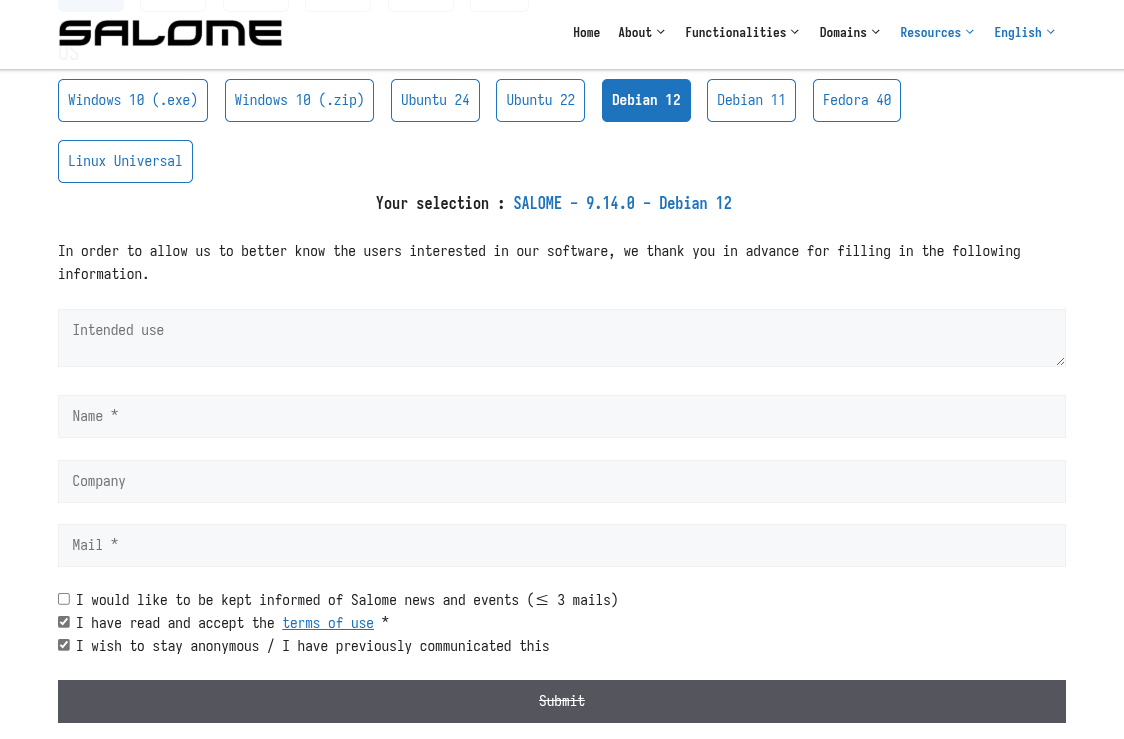 SALOME
Home About Functionalities Domains Resources English
OS
Windows 10 (.exe) Windows 10 (.zip) Ubuntu 24 Ubuntu 22 Debian 12 Debian 11 Fedora 40
Linux Universal
Your selection : SALOME - 9.14.0 - Debian 12
In order to allow us to better know the users interested in our software, we thank you in advance for filling in the following
information.
Intended use
Name *
Company
Mail *
I would like to be kept informed of Salome news and events (≤ 3 mails)
I have read and accept the terms of use *
I wish to stay anonymous / I have previously communicated this
Submit